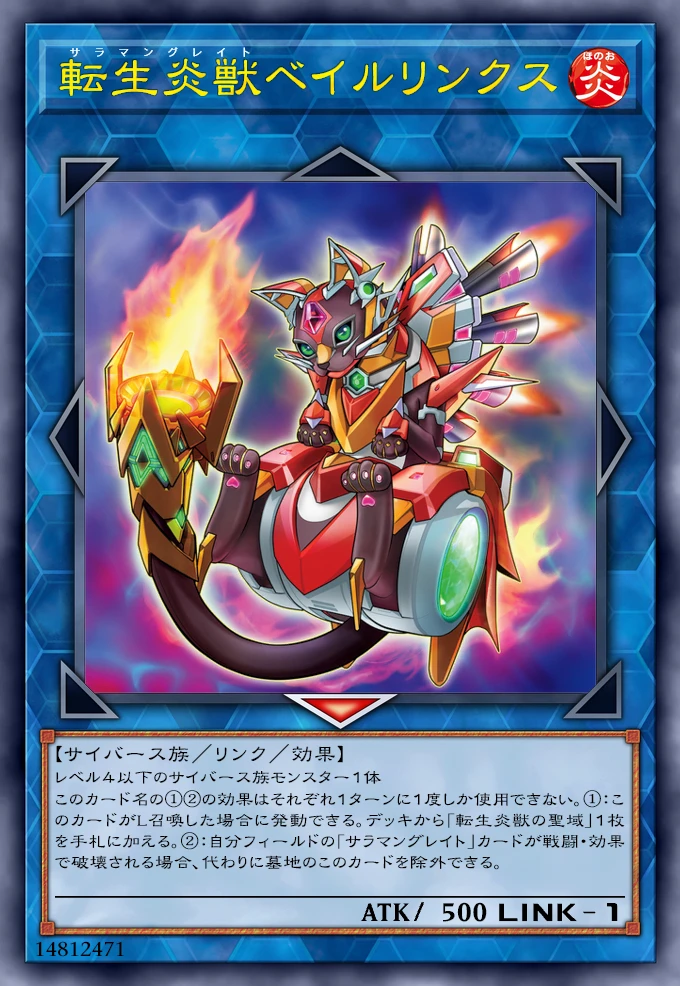 サラマングレイト
転生炎獣ベイルリンクス
ほのお
炎
【サイバース族／リンク／効果】
レベル4以下のサイバース族モンスター1体
このカード名の①②の効果はそれぞれ1ターンに1度しか使用できない。①：こ
のカードがL召喚した場合に発動できる。デッキから「転生炎獣の聖域」1枚
を手札に加える。②：自分フィールドの「サラマングレイト」カードが戦闘・効果
で破壊される場合、代わりに墓地のこのカードを除外できる。
ATK/ 500 LINK-1
14812471